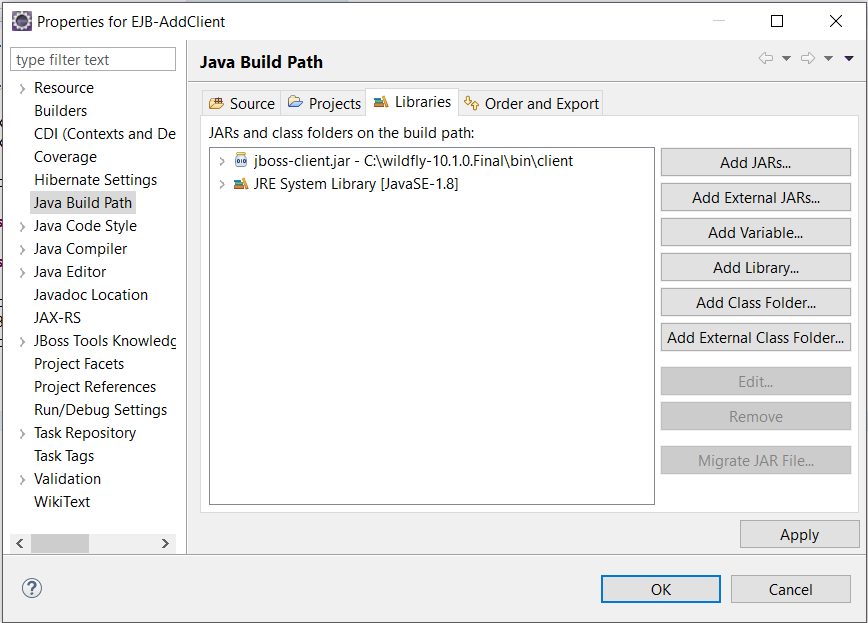 Properties for EJB-AddClient
type filter text
Resource
Builders
CDI (Contexts and De
Coverage
Hibernate Settings
Java Build Path
Java Code Style
Java Compiler
Java Editor
Javadoc Location
JAX-RS
JBoss Tools Knowledg
Project Facets
Project References
Run/Debug Settings
Task Repository
Task Tags
Validation
WikiText
Java Build Path
Source Projects Libraries Order and Export
JARs and class folders on the build path:
jboss-client.jar - C:\wildfly-10.1.0.Final\bin\client
JRE System Library [JavaSE-1.8]
Add JARs...
Add External JARs...
Add Variable...
Add Library...
Add Class Folder...
Add External Class Folder...
Edit...
Remove
Migrate JAR File...
Apply
?
OK Cancel